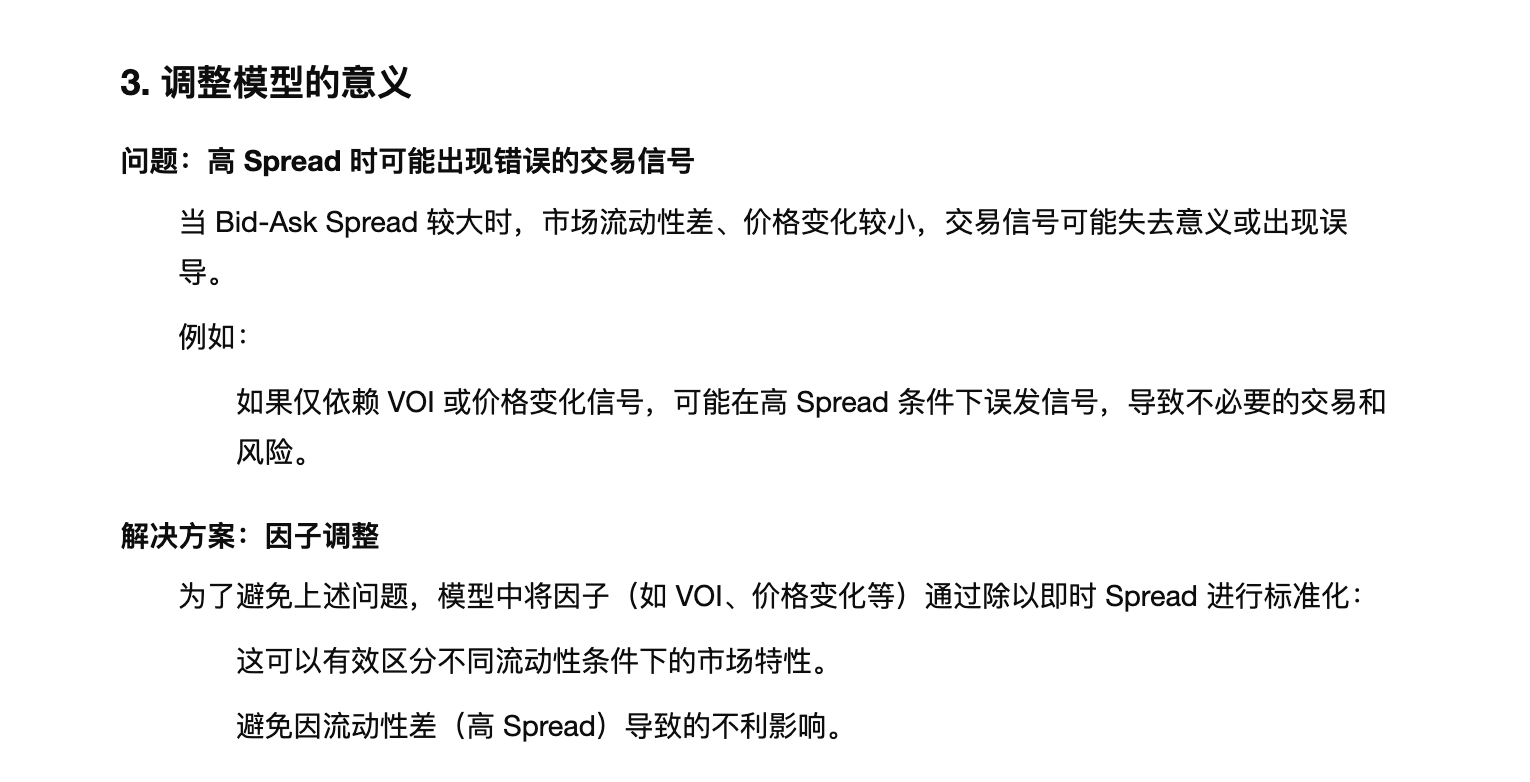 3. 调整模型的意义
问题：高 Spread 时可能出现错误的交易信号
当 Bid-Ask Spread 较大时，市场流动性差、价格变化较小，交易信号可能失去意义或出现误
导。
例如：
如果仅依赖 VOI 或价格变化信号，可能在高 Spread 条件下误发信号，导致不必要的交易和
风险。
解决方案：因子调整
为了避免上述问题，模型中将因子（如 VOI、价格变化等）通过除以即时 Spread 进行标准化：
这可以有效区分不同流动性条件下的市场特性。
避免因流动性差（高 Spread）导致的不利影响。